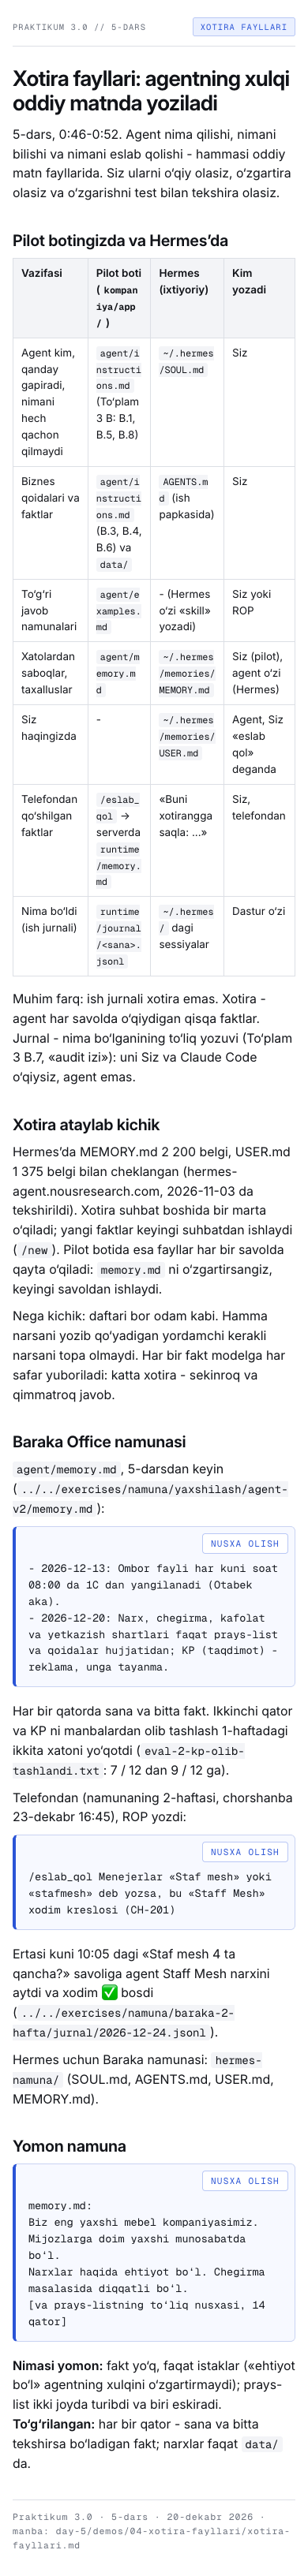 PRAKTIKUM 3.0 // 5-DARS
XOTIRA FAYLLARI
Xotira fayllari: agentning xulqi
oddiy matnda yoziladi
5-dars, 0:46-0:52. Agent nima qilishi, nimani
bilishi va nimani eslab qolishi - hammasi oddiy
matn fayllarida. Siz ularni o‘qiy olasiz, o‘zgartira
olasiz va o‘zgarishni test bilan tekshira olasiz.
Pilot botingizda va Hermes’da
Vazifasi
Pilot boti
( kompan
iya/app
/ )
Hermes
(ixtiyoriy)
Kim
yozadi
Agent kim,
qanday
gapiradi,
nimani
hech
qachon
qilmaydi
agent/i
nstructi
ons.md
(To‘plam
3 B: B.1,
B.5, B.8)
~/.hermes
/SOUL.md
Siz
Biznes
qoidalari va
faktlar
agent/i
nstructi
ons.md
(B.3, B.4,
B.6) va
data/
AGENTS.m
d (ish
papkasida)
Siz
To‘g‘ri
javob
namunalari
agent/e
xamples.
md
- (Hermes
o‘zi «skill»
yozadi)
Siz yoki
ROP
Xatolardan
saboqlar,
taxalluslar
agent/m
emory.m
d
~/.hermes
/memories/
MEMORY.md
Siz (pilot),
agent o‘zi
(Hermes)
Siz
haqingizda
-
~/.hermes
/memories/
USER.md
Agent, Siz
«eslab
qol»
deganda
Telefondan
qo‘shilgan
faktlar
/eslab_
qol →
serverda
runtime
/memory.
md
«Buni
xotirangga
saqla: ...»
Siz,
telefondan
Nima bo‘ldi
(ish jurnali)
runtime
/journal
/<sana>.
jsonl
~/.hermes
/ dagi
sessiyalar
Dastur o‘zi
Muhim farq: ish jurnali xotira emas. Xotira -
agent har savolda o‘qiydigan qisqa faktlar.
Jurnal - nima bo‘lganining to‘liq yozuvi (To‘plam
3 B.7, «audit izi»): uni Siz va Claude Code
o‘qiysiz, agent emas.
Xotira ataylab kichik
Hermes’da MEMORY.md 2 200 belgi, USER.md
1 375 belgi bilan cheklangan (hermes-
agent.nousresearch.com, 2026-11-03 da
tekshirildi). Xotira suhbat boshida bir marta
o‘qiladi; yangi faktlar keyingi suhbatdan ishlaydi
( /new ). Pilot botida esa fayllar har bir savolda
qayta o‘qiladi: memory.md ni o‘zgartirsangiz,
keyingi savoldan ishlaydi.
Nega kichik: daftari bor odam kabi. Hamma
narsani yozib qo‘yadigan yordamchi kerakli
narsani topa olmaydi. Har bir fakt modelga har
safar yuboriladi: katta xotira - sekinroq va
qimmatroq javob.
Baraka Office namunasi
agent/memory.md , 5-darsdan keyin
( ../../exercises/namuna/yaxshilash/agent-
v2/memory.md ):
NUSXA OLISH
- 2026-12-13: Ombor fayli har kuni soat
08:00 da 1C dan yangilanadi (Otabek
aka).
- 2026-12-20: Narx, chegirma, kafolat
va yetkazish shartlari faqat prays-list
va qoidalar hujjatidan; KP (taqdimot) -
reklama, unga tayanma.
Har bir qatorda sana va bitta fakt. Ikkinchi qator
va KP ni manbalardan olib tashlash 1-haftadagi
ikkita xatoni yo‘qotdi ( eval-2-kp-olib-
tashlandi.txt : 7 / 12 dan 9 / 12 ga).
Telefondan (namunaning 2-haftasi, chorshanba
23-dekabr 16:45), ROP yozdi:
NUSXA OLISH
/eslab_qol Menejerlar «Staf mesh» yoki
«stafmesh» deb yozsa, bu «Staff Mesh»
xodim kreslosi (CH-201)
Ertasi kuni 10:05 dagi «Staf mesh 4 ta
qancha?» savoliga agent Staff Mesh narxini
aytdi va xodim ✅ bosdi
( ../../exercises/namuna/baraka-2-
hafta/jurnal/2026-12-24.jsonl ).
Hermes uchun Baraka namunasi: hermes-
namuna/ (SOUL.md, AGENTS.md, USER.md,
MEMORY.md).
Yomon namuna
NUSXA OLISH
memory.md:
Biz eng yaxshi mebel kompaniyasimiz.
Mijozlarga doim yaxshi munosabatda
bo‘l.
Narxlar haqida ehtiyot bo‘l. Chegirma
masalasida diqqatli bo‘l.
[va prays-listning to‘liq nusxasi, 14
qator]
Nimasi yomon: fakt yo‘q, faqat istaklar («ehtiyot
bo‘l» agentning xulqini o‘zgartirmaydi); prays-
list ikki joyda turibdi va biri eskiradi.
To‘g‘rilangan: har bir qator - sana va bitta
tekshirsa bo‘ladigan fakt; narxlar faqat data/
da.
Praktikum 3.0 · 5-dars · 20-dekabr 2026 ·
manba: day-5/demos/04-xotira-fayllari/xotira-
fayllari.md